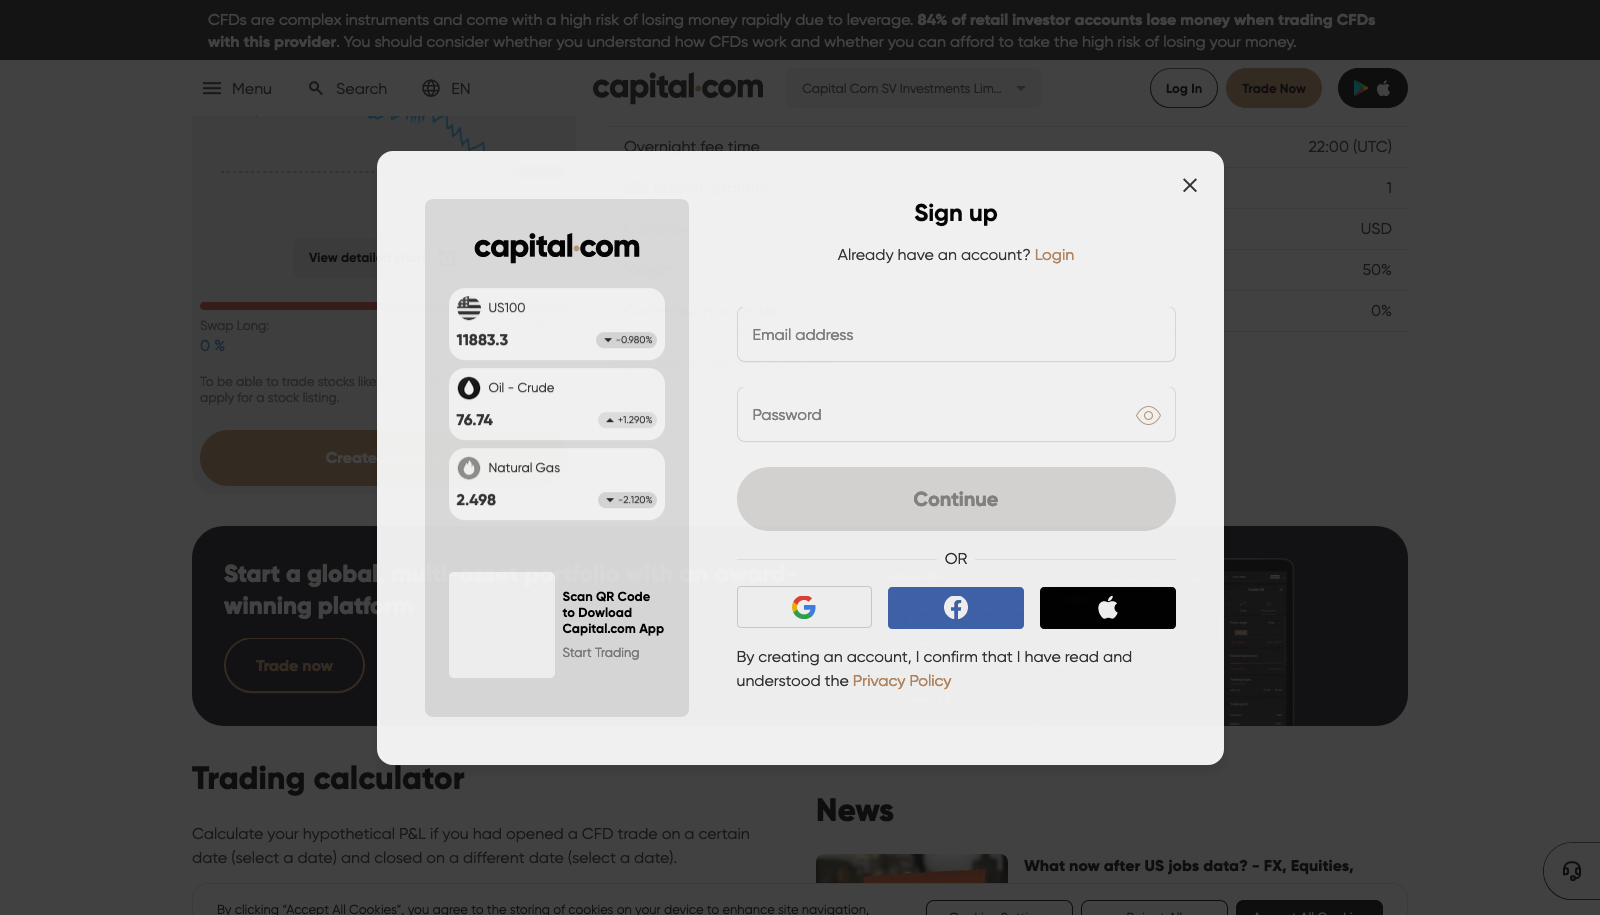 CFDs are complex instruments and come with a high risk of losing money rapidly due to leverage. 84% of retail investor accounts lose money when trading CFDs
with this provider. You should consider whether you understand how CFDs work and whether you can afford to take the high risk of losing your money.
Menu
Search
EN
capital.com
Capital Com SV Investments Lim...
Log In
Trade Now
Overnight fee time
22:00 (UTC)
1
USD
50%
0%
View detailed
Swap Long:
0 %
To be able to trade stocks like
apply for a stock listing.
Create
capital.com
US100
11883.3
-0.980%
Oil - Crude
76.74
+1.290%
Natural Gas
2.498
-2.120%
Scan QR Code
to Dowload
Capital.com App
Start Trading
Sign up
Already have an account? Login
Email address
Password
Continue
OR
By creating an account, I confirm that I have read and
understood the Privacy Policy
Start a global, multi-asset portfolio with an award-
winning platform
Trade now
Trading calculator
Calculate your hypothetical P&L if you had opened a CFD trade on a certain
date (select a date) and closed on a different date (select a date).
News
What now after US jobs data? - FX, Equities,
By clicking "Accept All Cookies", you agree to the storing of cookies on your device to enhance site navigation,